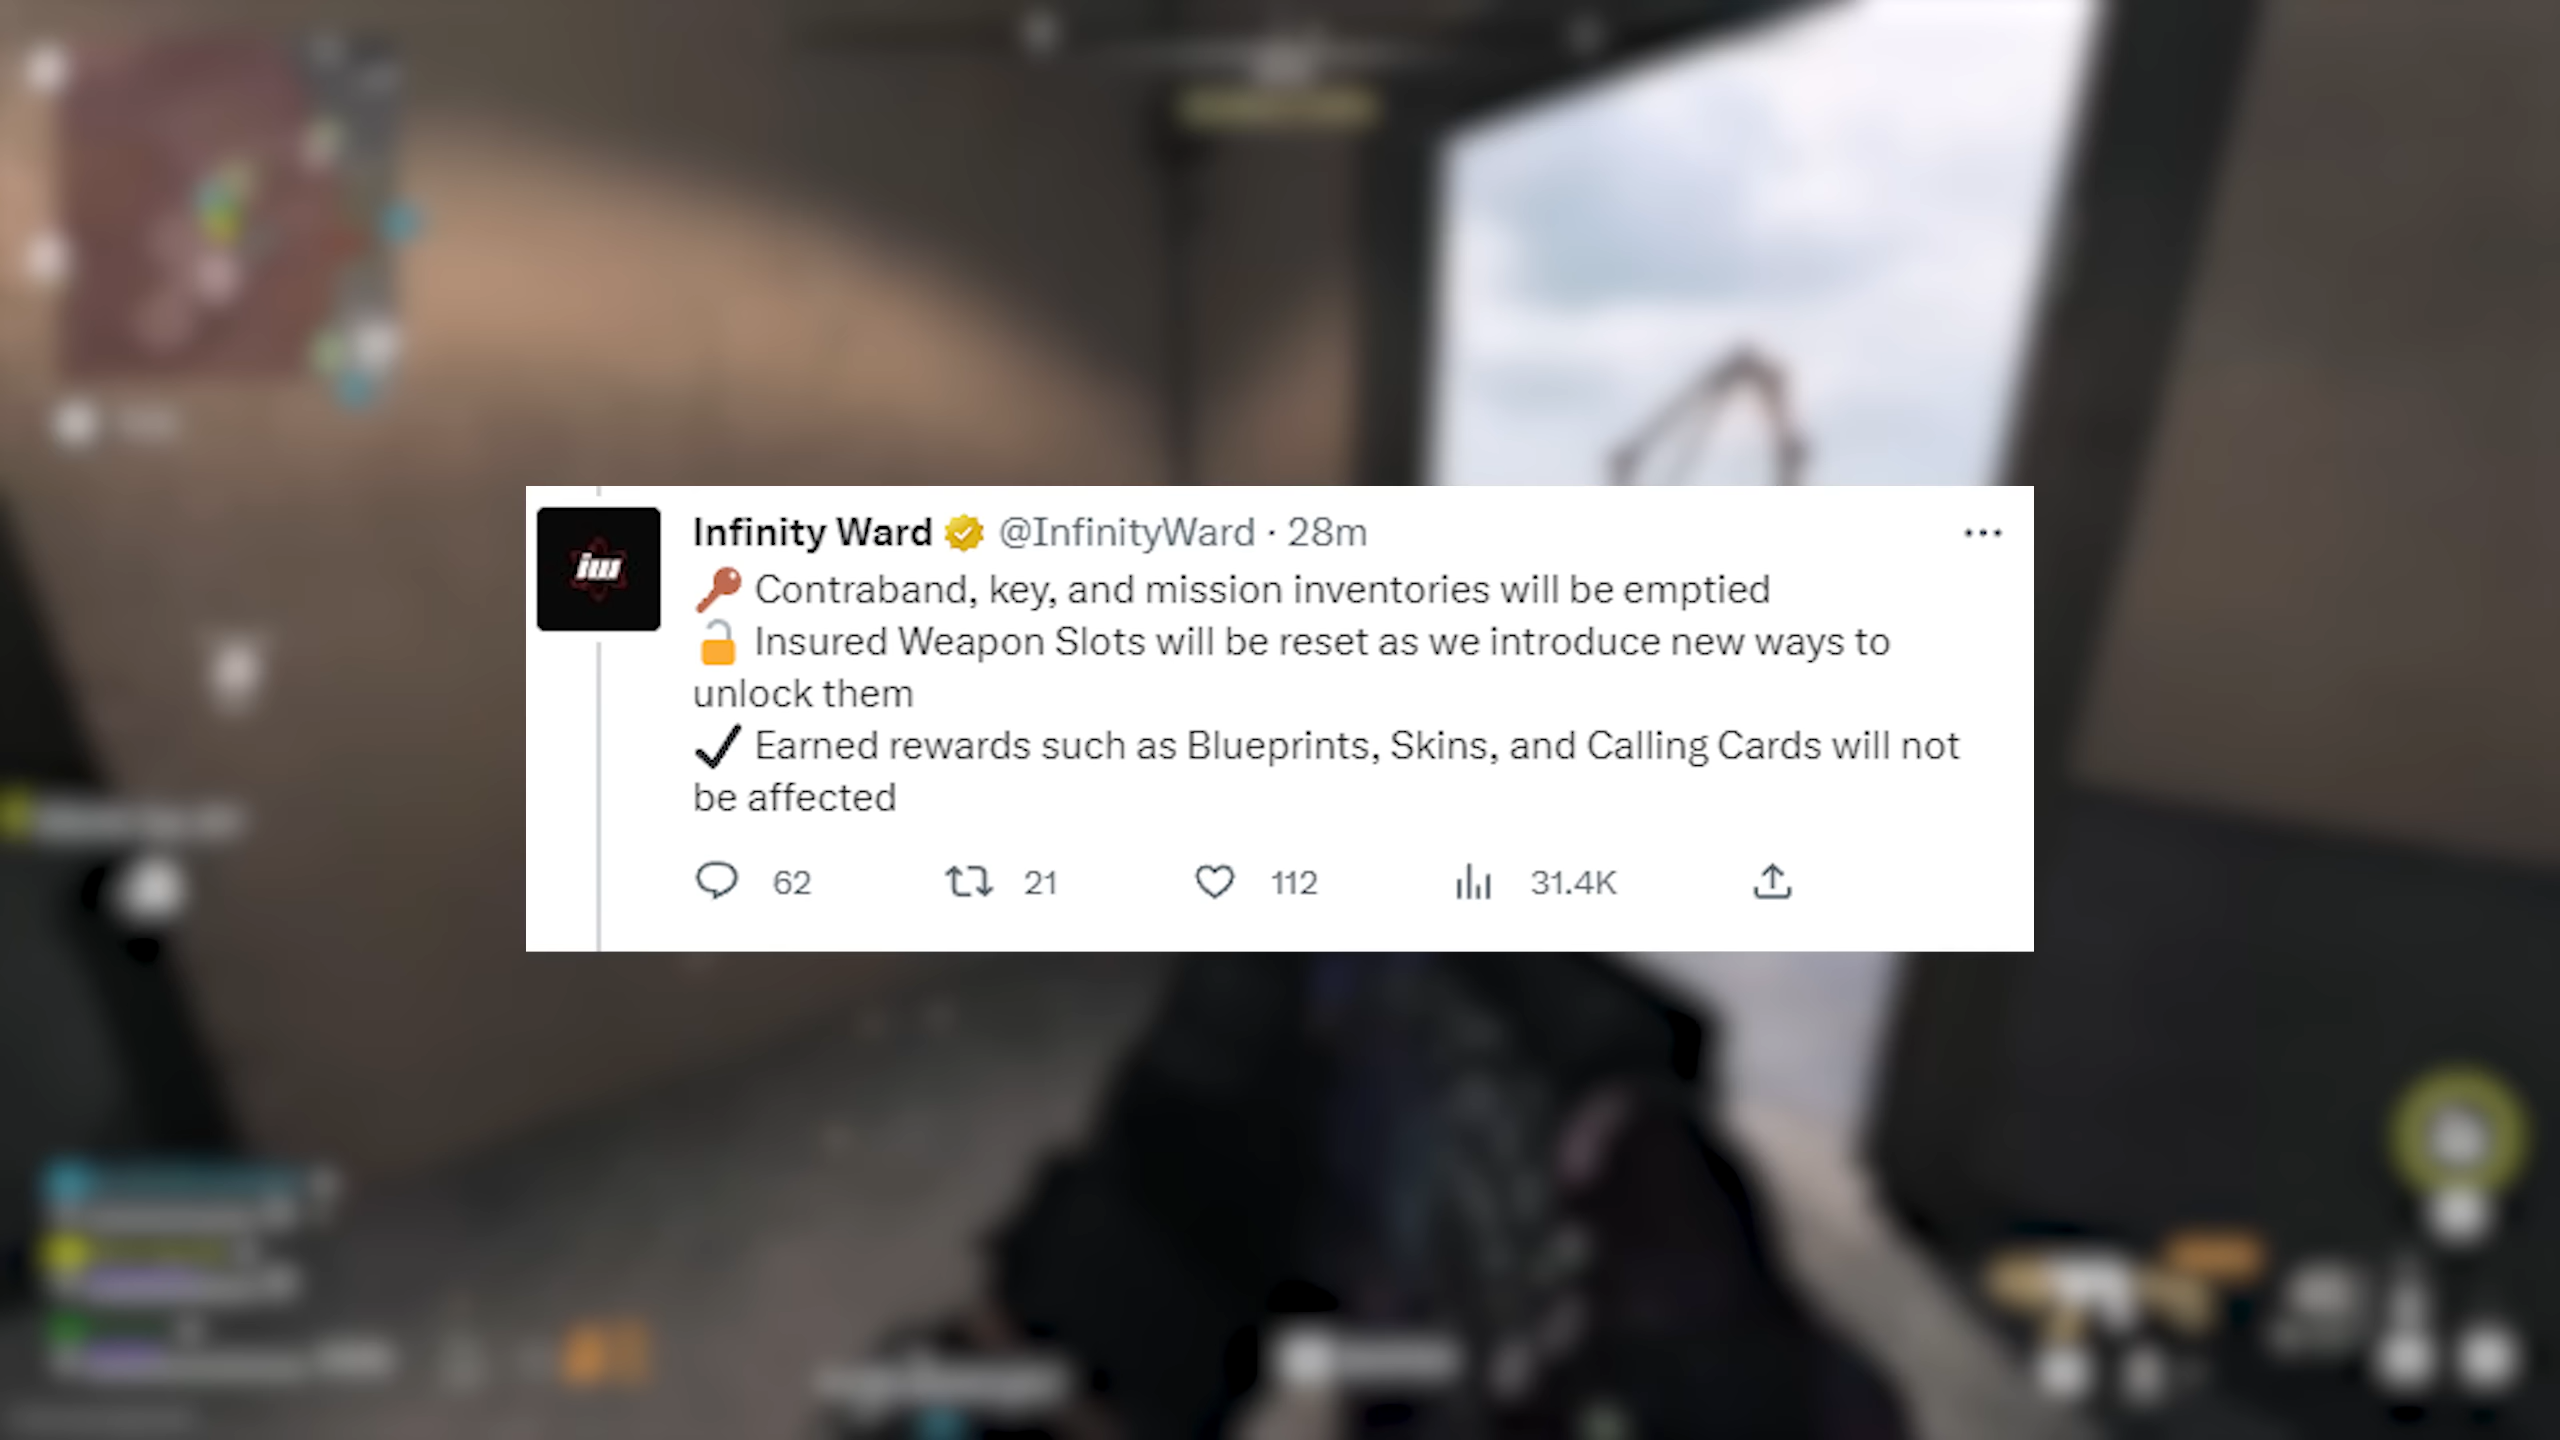 iw
Infinity Ward @InfinityWard · 28m
🔑 Contraband, key, and mission inventories will be emptied
🔓 Insured Weapon Slots will be reset as we introduce new ways to
unlock them
✔ Earned rewards such as Blueprints, Skins, and Calling Cards will not
be affected
62 21 112 31.4K